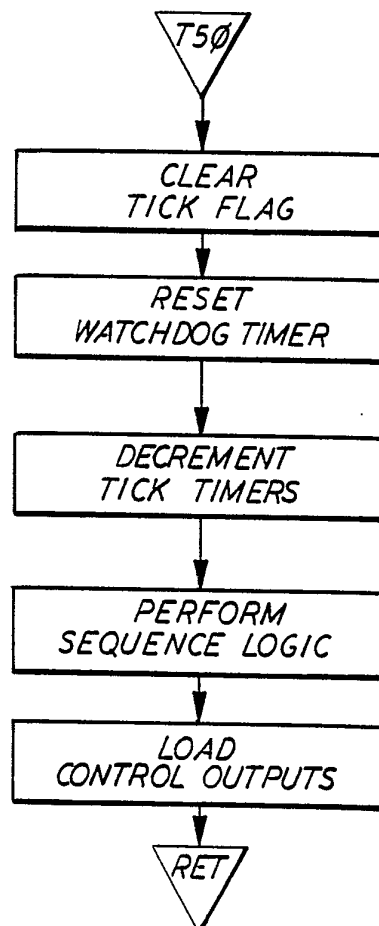 T5Ø
CLEAR
TICK FLAG
RESET
WATCHDOG TIMER
DECREMENT
TICK TIMERS
PERFORM
SEQUENCE LOGIC
LOAD
CONTROL OUTPUTS
RET